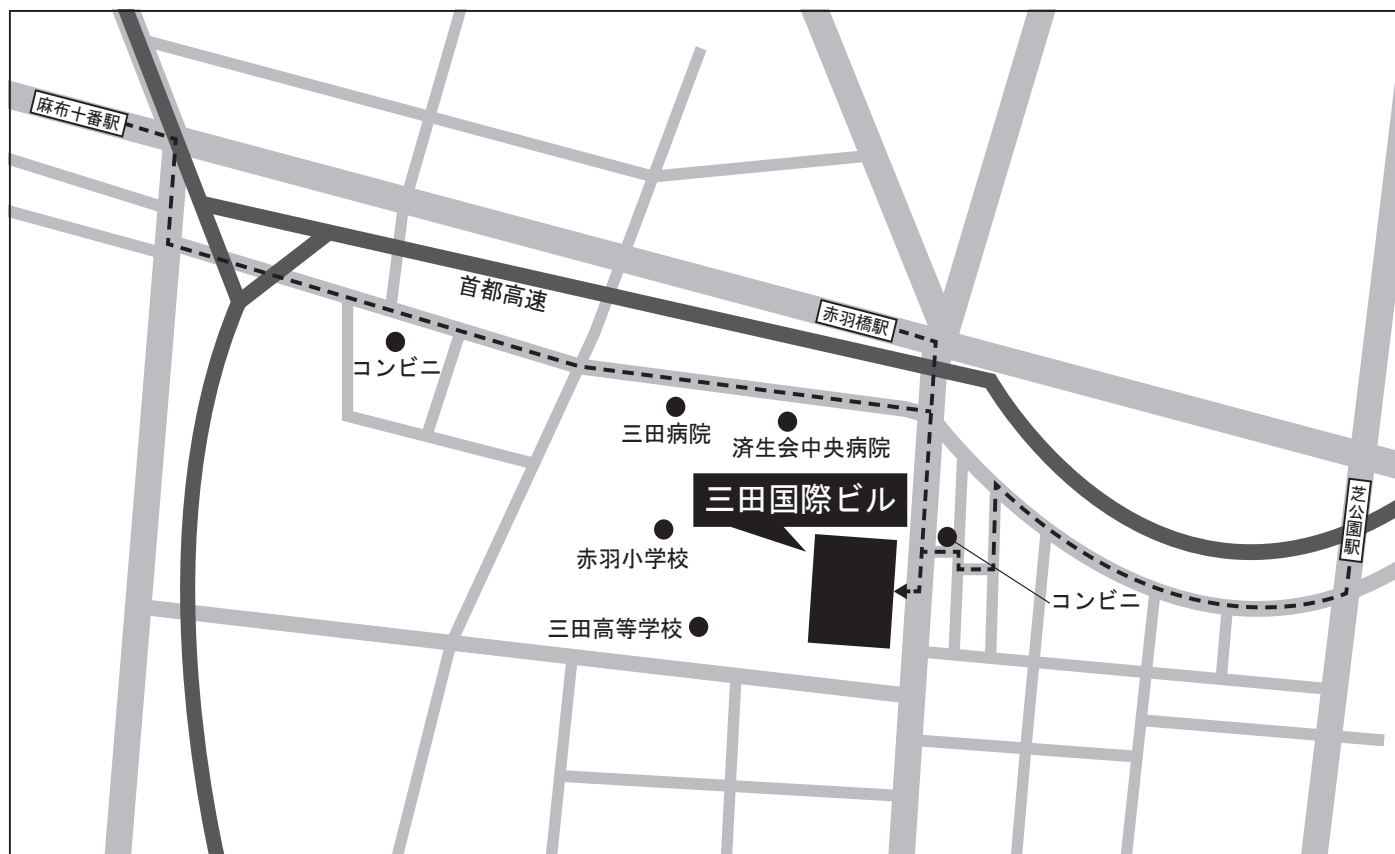 麻布十番駅
首都高速
赤羽橋駅
コンビニ
三田病院
済生会中央病院
三田国際ビル
芝公園駅
赤羽小学校
コンビニ
三田高等学校